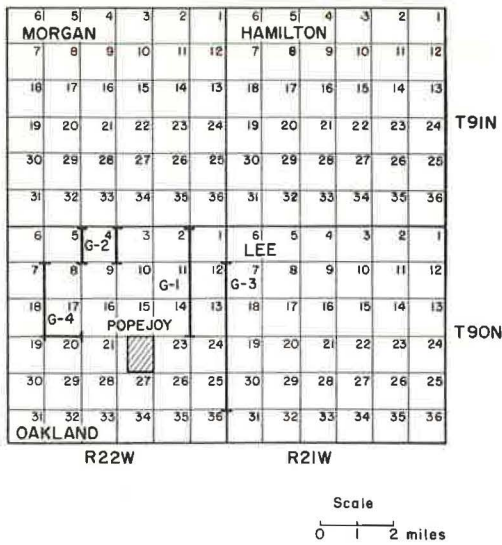 6 5 4 3 2 1 6 5 4 3 2 1
MORGAN HAMILTON
7 8 9 10 11 12 7 8 9 10 11 12
18 17 16 15 14 13 18 17 16 15 14 13
19 20 21 22 23 24 19 20 21 22 23 24 T91N
30 29 28 27 26 25 30 29 28 27 26 25
31 32 33 34 35 36 31 32 33 34 35 36
6 5 4 3 2 1 6 5 4 3 2 1
G-2 LEE
7 8 9 10 11 12 7 8 9 10 11 12
G-1 G-3
18 17 16 15 14 13 18 17 16 15 14 13
G-4 POPEJOY T90N
19 20 21 23 24 19 20 21 22 23 24
30 29 28 27 26 25 30 29 28 27 26 25
31 32 33 34 35 36 31 32 33 34 35 36
OAKLAND
R22W R21W
Scale
0 1 2 miles